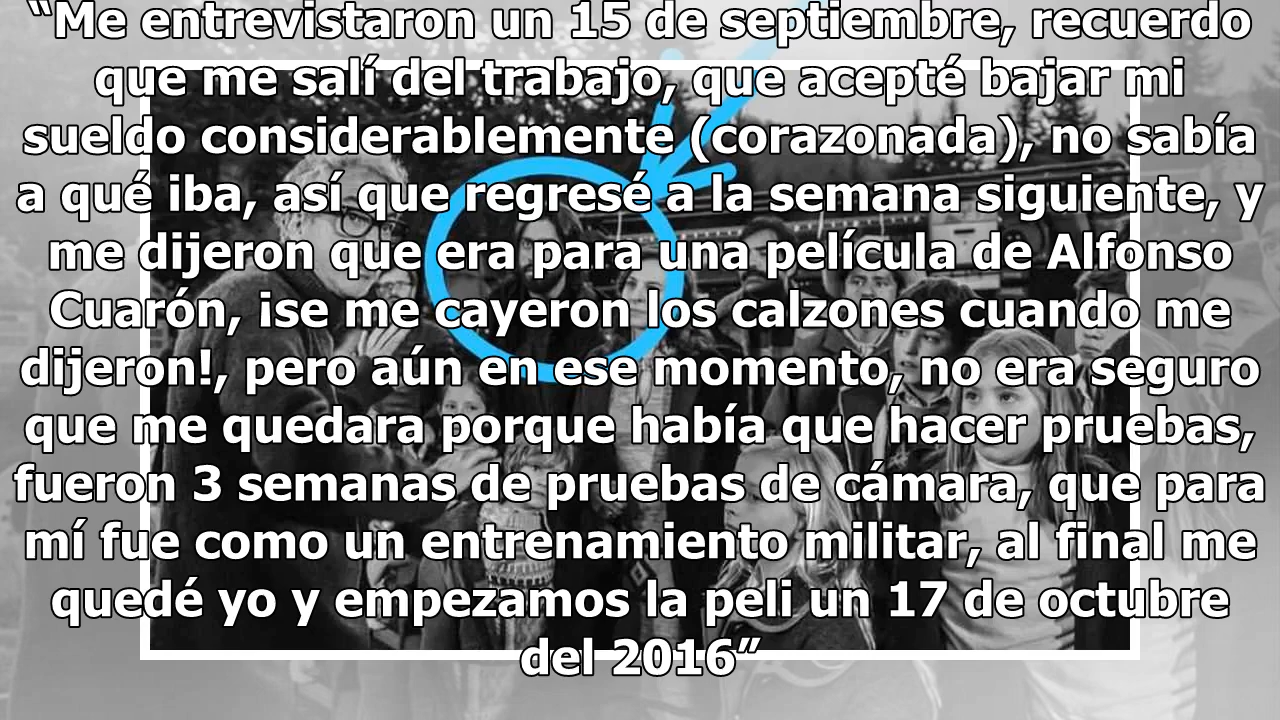 “Me entrevistaron un 15 de septiembre, recuerdo
que me salí del trabajo, que acepté bajar mi
sueldo considerablemente (corazonada), no sabía
a qué iba, así que regresé a la semana siguiente, y
me dijeron que era para una película de Alfonso
Cuarón, ¡se me cayeron los calzones cuando me
dijeron!, pero aún en ese momento, no era seguro
que me quedara porque había que hacer pruebas,
fueron 3 semanas de pruebas de cámara, que para
mí fue como un entrenamiento militar, al final me
quedé yo y empezamos la peli un 17 de octubre
del 2016”